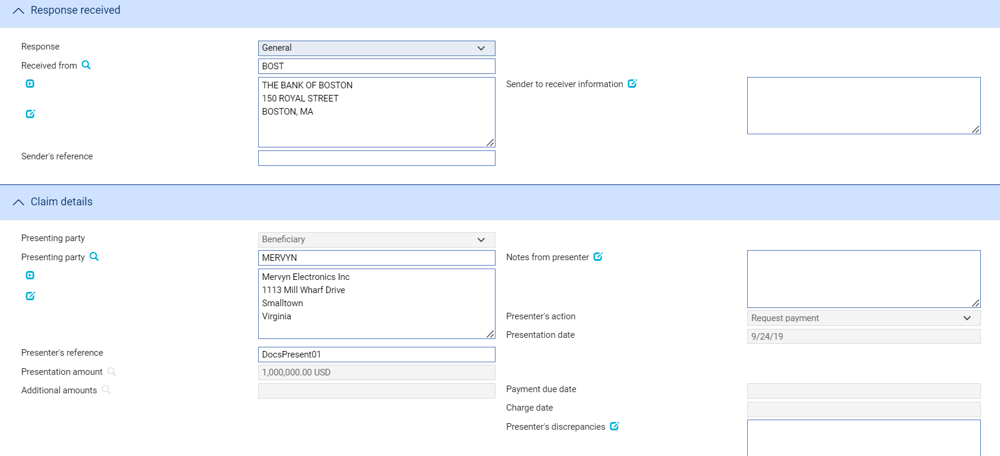 Response received
Response
General
Received from
BOST
THE BANK OF BOSTON
150 ROYAL STREET
BOSTON, MA
Sender to receiver information
Sender's reference
Claim details
Presenting party
Beneficiary
Presenting party
MERVYN
Mervyn Electronics Inc
1113 Mill Wharf Drive
Smalltown
Virginia
Notes from presenter
Presenter's action
Request payment
Presentation date
9/24/19
Presenter's reference
DocsPresent01
Presentation amount
1,000,000.00 USD
Additional amounts
Payment due date
Charge date
Presenter's discrepancies